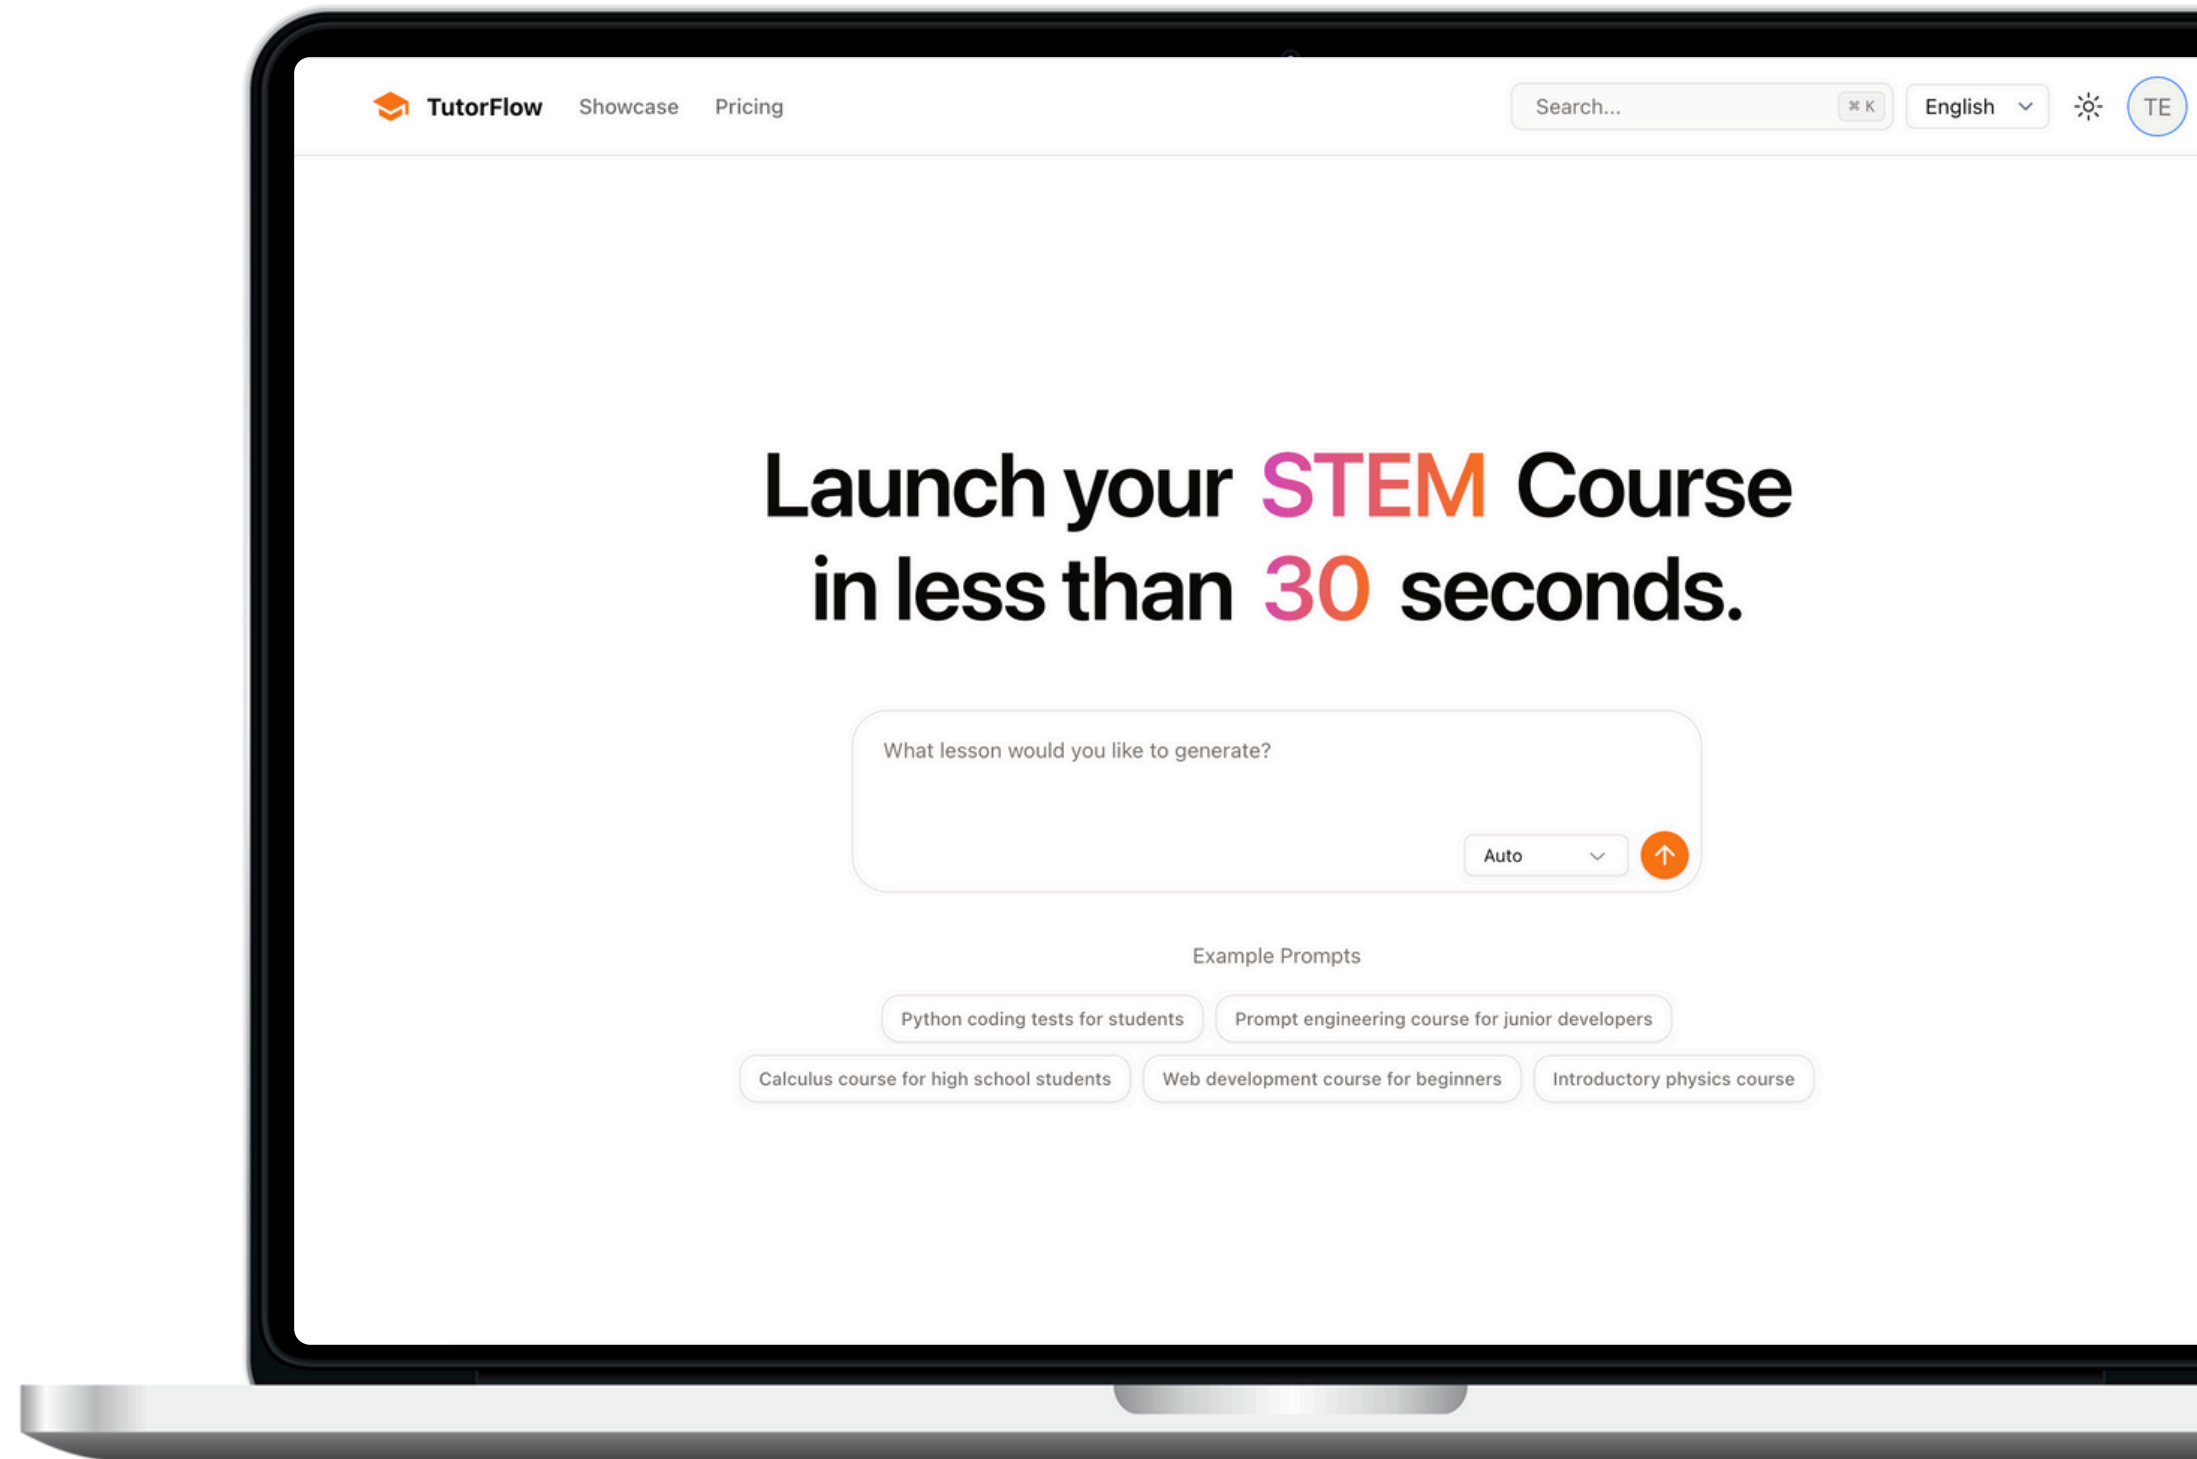 TutorFlow Showcase Pricing Search... ⌘ K English TE
Launch your STEM Course
in less than 30 seconds.
What lesson would you like to generate?
Auto
Example Prompts
Python coding tests for students Prompt engineering course for junior developers
Calculus course for high school students Web development course for beginners Introductory physics course